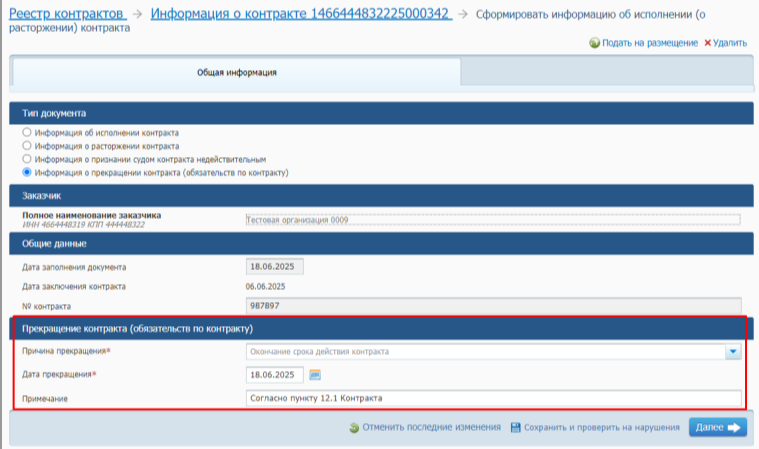 Реестр контрактов → Информация о контракте 1466444832225000342 → Сформировать информацию об исполнении (о
расторжении) контракта
Подать на размещение Удалить
Общая информация
Тип документа
Информация об исполнении контракта
Информация о расторжении контракта
Информация о признании судом контракта недействительным
Информация о прекращении контракта (обязательств по контракту)
Заказчик
Полное наименование заказчика Тестовая организация 0009
ИНН 4664448319 КПП 444448322
Общие данные
Дата заполнения документа 18.06.2025
Дата заключения контракта 06.06.2025
№ контракта 987897
Прекращение контракта (обязательств по контракту)
Причина прекращения* Окончание срока действия контракта
Дата прекращения* 18.06.2025
Примечание Согласно пункту 12.1 Контракта
Отменить последние изменения Сохранить и проверить на нарушения Далее